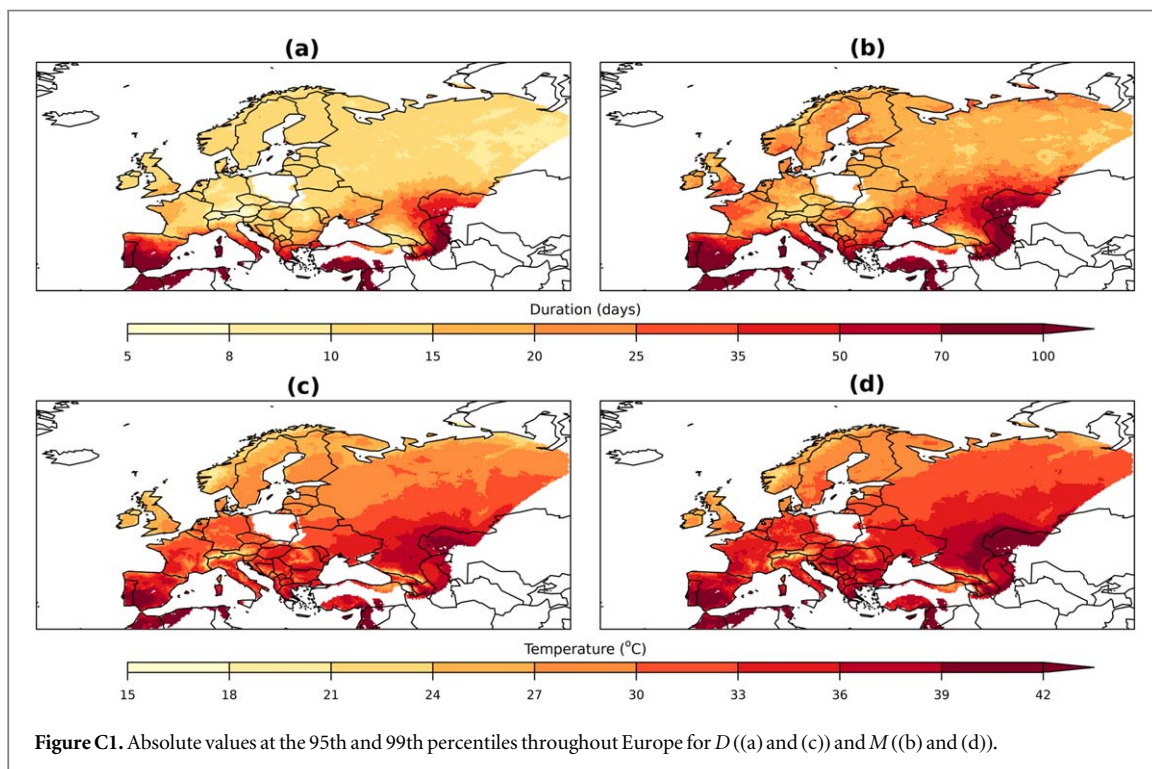 (a)
(b)
Duration (days)
5 8 10 15 20 25 35 50 70 100
(c)
(d)
Temperature (°C)
15 18 21 24 27 30 33 36 39 42
Figure C1. Absolute values at the 95th and 99th percentiles throughout Europe for D ((a) and (c)) and M ((b) and (d)).